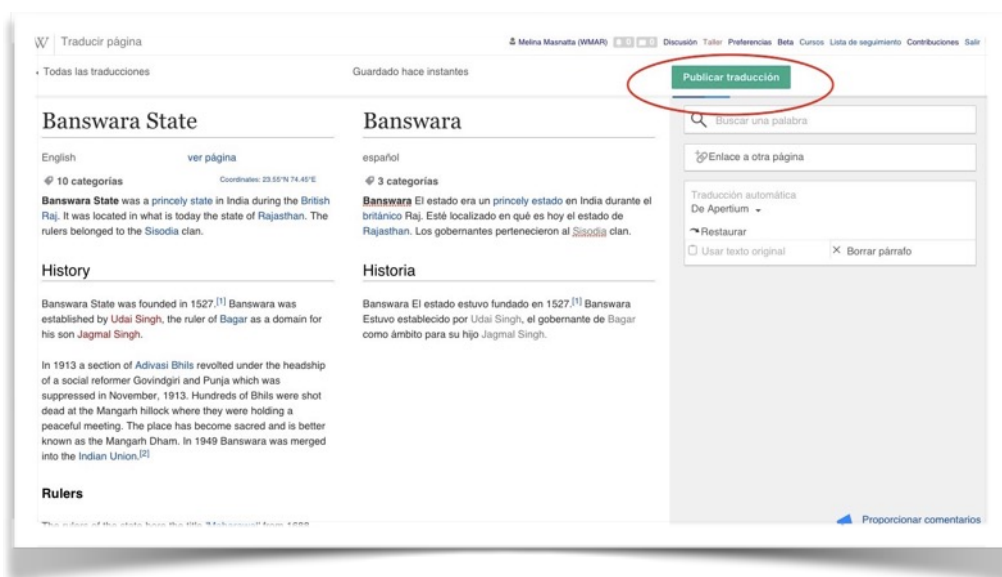 W Traducir página
Melina Masnatta (WMAR) 0 0 Discusión Taller Preferencias Beta Cursos Lista de seguimiento Contribuciones Salir
Todas las traducciones
Guardado hace instantes
Publicar traducción
Banswara State
English
ver página
10 categorías
Coordinates: 23.55°N 74.45°E
Banswara State was a princely state in India during the British
Raj. It was located in what is today the state of Rajasthan. The
rulers belonged to the Sisodia clan.
History
Banswara State was founded in 1527.[1] Banswara was
established by Udai Singh, the ruler of Bagar as a domain for
his son Jagmal Singh.
In 1913 a section of Adivasi Bhils revolted under the headship
of a social reformer Govindgiri and Punja which was
suppressed in November, 1913. Hundreds of Bhils were shot
dead at the Mangarh hillock where they were holding a
peaceful meeting. The place has become sacred and is better
known as the Mangarh Dham. In 1949 Banswara was merged
into the Indian Union.[2]
Rulers
Banswara
español
3 categorías
Banswara El estado era un princely estado en India durante el
británico Raj. Esté localizado en qué es hoy el estado de
Rajasthan. Los gobernantes pertenecieron al Sisodia clan.
Historia
Banswara El estado estuvo fundado en 1527.[1] Banswara
Estuvo establecido por Udai Singh, el gobernante de Bagar
como ámbito para su hijo Jagmal Singh.
Buscar una palabra
Enlace a otra página
Traducción automática
De Apertium
Restaurar
Usar texto original
Borrar párrafo
Proporcionar comentarios